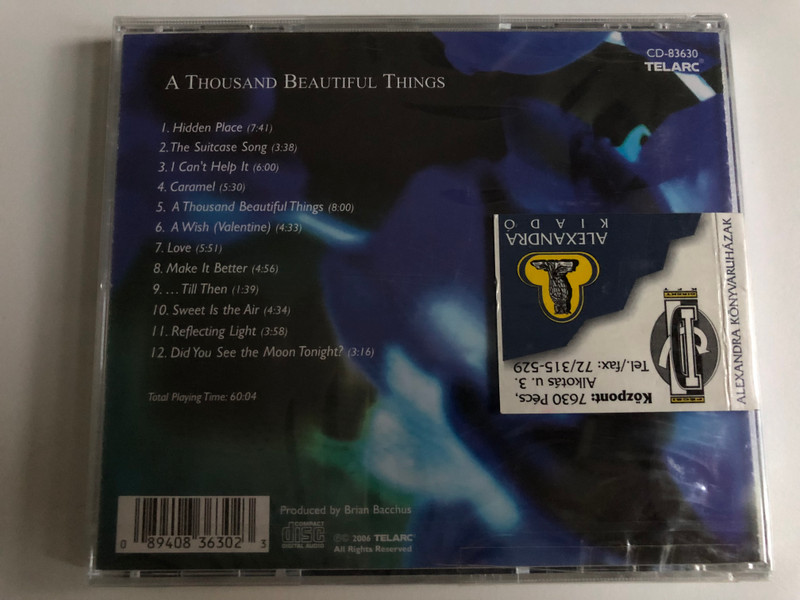 CD-83630
TELARC®
A THOUSAND BEAUTIFUL THINGS
1. Hidden Place (7:41)
2. The Suitcase Song (3:38)
3. I Can't Help It (6:00)
4. Caramel (5:30)
5. A Thousand Beautiful Things (8:00)
6. A Wish (Valentine) (4:33)
7. Love (5:51)
8. Make It Better (4:56)
9. .... Till Then (1:39)
10. Sweet Is the Air (4:34)
11. Reflecting Light (3:58)
12. Did You See the Moon Tonight? (3:16)
Total Playing Time: 60:04
ALEXANDRA
KIADÓ
ALEXANDRA KÖNYVÁRUHÁZAK
Központ: 7630 Pécs,
Alkotás u. 3.
Tel./fax: 72/315-529
0 89408 36302 3
Produced by Brian Bacchus
COMPACT
disc
DIGITAL AUDIO
℗© 2006 TELARC®
All Rights Reserved